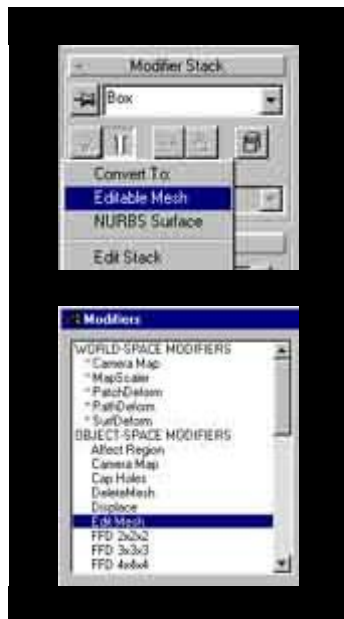 Modifier Stack
Box
Convert To:
Editable Mesh
NURBS Surface
Edit Stack
Modifiers
WORLD-SPACE MODIFIERS
*Camera Map
*MapScaler
*PatchDeform
*PathDeform
*SurfDeform
OBJECT-SPACE MODIFIERS
Affect Region
Camera Map
Cap Holes
DeleteMesh
Displace
Edit Mesh
FFD 2x2x2
FFD 3x3x3
FFD 4x4x4